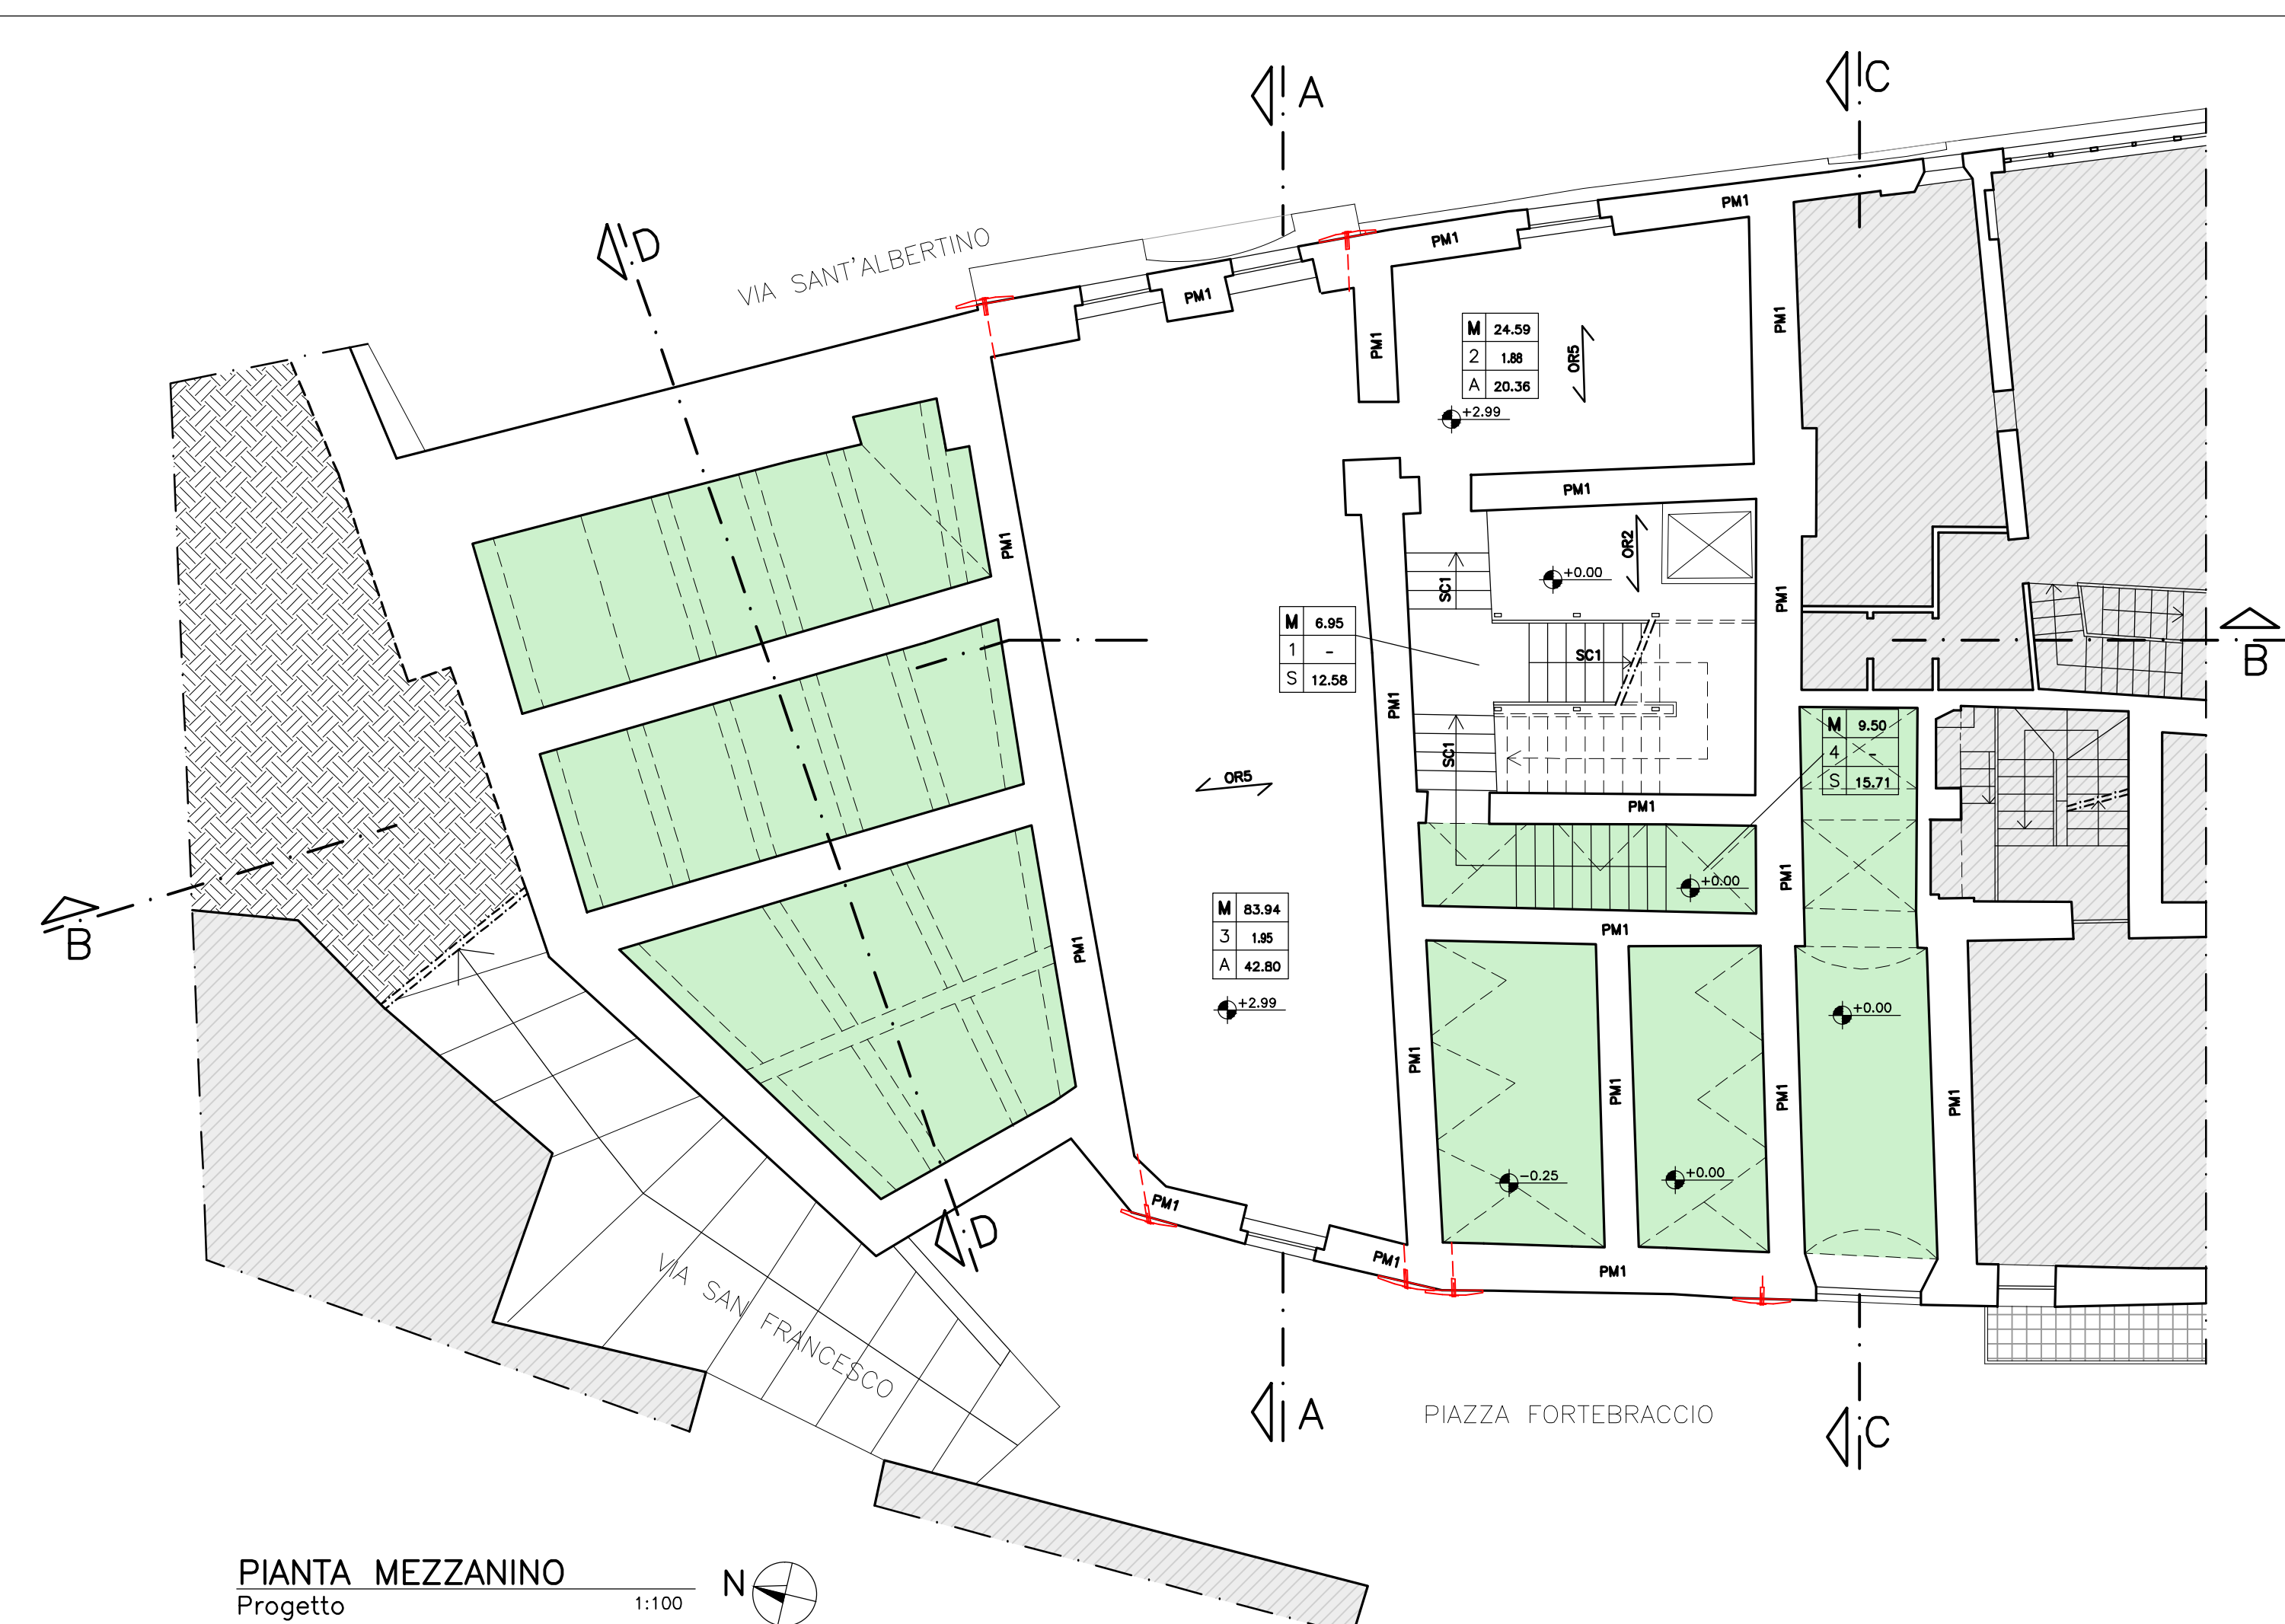 A
C
D
VIA SANT'ALBERTINO
PM1
PM1
PM1
PM1
PM1
PM1
M 24.59
2 1.88
A 20.36
OR5
+2.99
PM1
PM1
OR2
+0.00
SC1
PM1
M 6.95
1 -
S 12.58
SC1
B
PM1
M 9.50
4 -
S 15.71
SC1
OR5
PM1
PM1
+0.00
M 83.94
3 1.95
A 42.80
PM1
PM1
B
+2.99
+0.00
PM1
PM1
PM1
PM1
-0.25
+0.00
PM1
D
PM1
PM1
VIA SAN FRANCESCO
A
PIAZZA FORTEBRACCIO
C
PIANTA MEZZANINO
Progetto 1:100
N